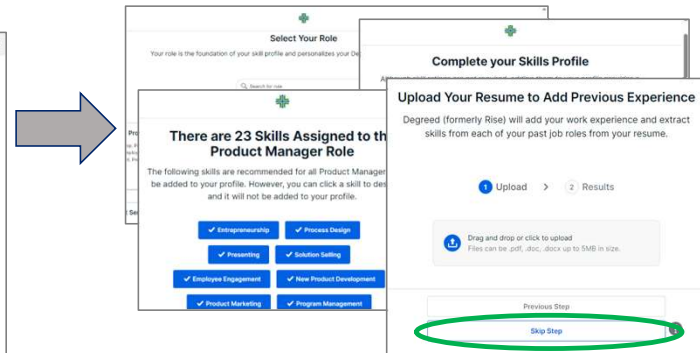 Select Your Role
Your role is the foundation of your skill profile and personalizes your De
Search for role
Complete your Skills Profile
There are 23 Skills Assigned to th
Product Manager Role
The following skills are recommended for all Product Manager
be added to your profile. However, you can click a skill to des
and it will not be added to your profile.
Entrepreneurship
Process Design
Presenting
Solution Selling
Employee Engagement
New Product Development
Product Marketing
Program Management
Upload Your Resume to Add Previous Experience
Degreed (formerly Rise) will add your work experience and extract
skills from each of your past job roles from your resume.
1 Upload > 2 Results
Drag and drop or click to upload
Files can be .pdf, .doc, .docx up to 5MB in size.
Previous Step
Skip Step